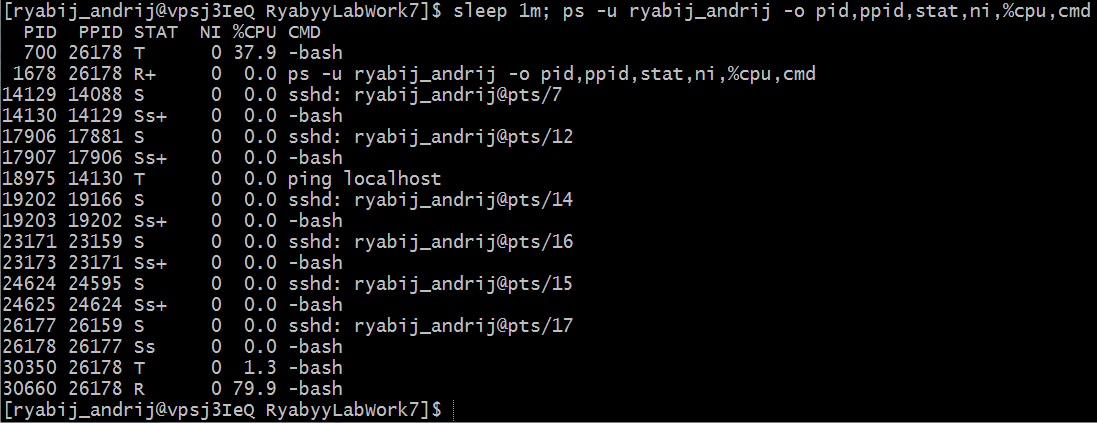 [ryabij_andrij@vpsj3IeQ RyabyyLabWork7]$ sleep 1m; ps -u ryabij_andrij -o pid,ppid,stat,ni,%cpu,cmd
  PID  PPID STAT  NI %CPU CMD
  700 26178 T      0 37.9 -bash
 1678 26178 R+     0  0.0 ps -u ryabij_andrij -o pid,ppid,stat,ni,%cpu,cmd
14129 14088 S      0  0.0 sshd: ryabij_andrij@pts/7
14130 14129 Ss+    0  0.0 -bash
17906 17881 S      0  0.0 sshd: ryabij_andrij@pts/12
17907 17906 Ss+    0  0.0 -bash
18975 14130 T      0  0.0 ping localhost
19202 19166 S      0  0.0 sshd: ryabij_andrij@pts/14
19203 19202 Ss+    0  0.0 -bash
23171 23159 S      0  0.0 sshd: ryabij_andrij@pts/16
23173 23171 Ss+    0  0.0 -bash
24624 24595 S      0  0.0 sshd: ryabij_andrij@pts/15
24625 24624 Ss+    0  0.0 -bash
26177 26159 S      0  0.0 sshd: ryabij_andrij@pts/17
26178 26177 Ss     0  0.0 -bash
30350 26178 T      0  1.3 -bash
30660 26178 R      0 79.9 -bash
[ryabij_andrij@vpsj3IeQ RyabyyLabWork7]$